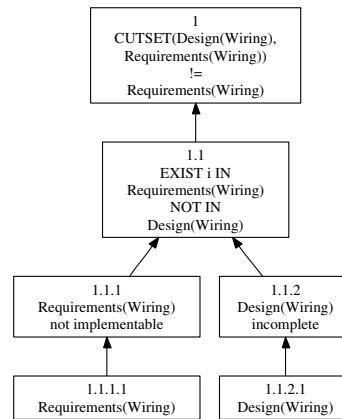 1
CUTSET(Design(Wiring),
Requirements(Wiring))
!=
Requirements(Wiring)
1.1
EXIST i IN
Requirements(Wiring)
NOT IN
Design(Wiring)
1.1.1
Requirements(Wiring)
not implementable
1.1.2
Design(Wiring)
incomplete
1.1.1.1
Requirements(Wiring)
1.1.2.1
Design(Wiring)